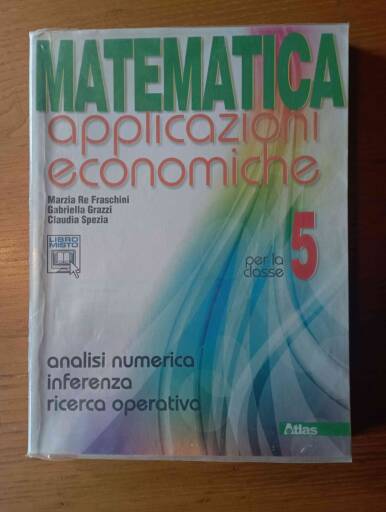 MATEMATICA
applicazioni
economiche
Marzia Re Fraschini
Gabriella Grazzi
Claudia Spezia
LIBRO
MISTO
per la
classe
5
analisi numerica
inferenza
ricerca operativa
Atlas